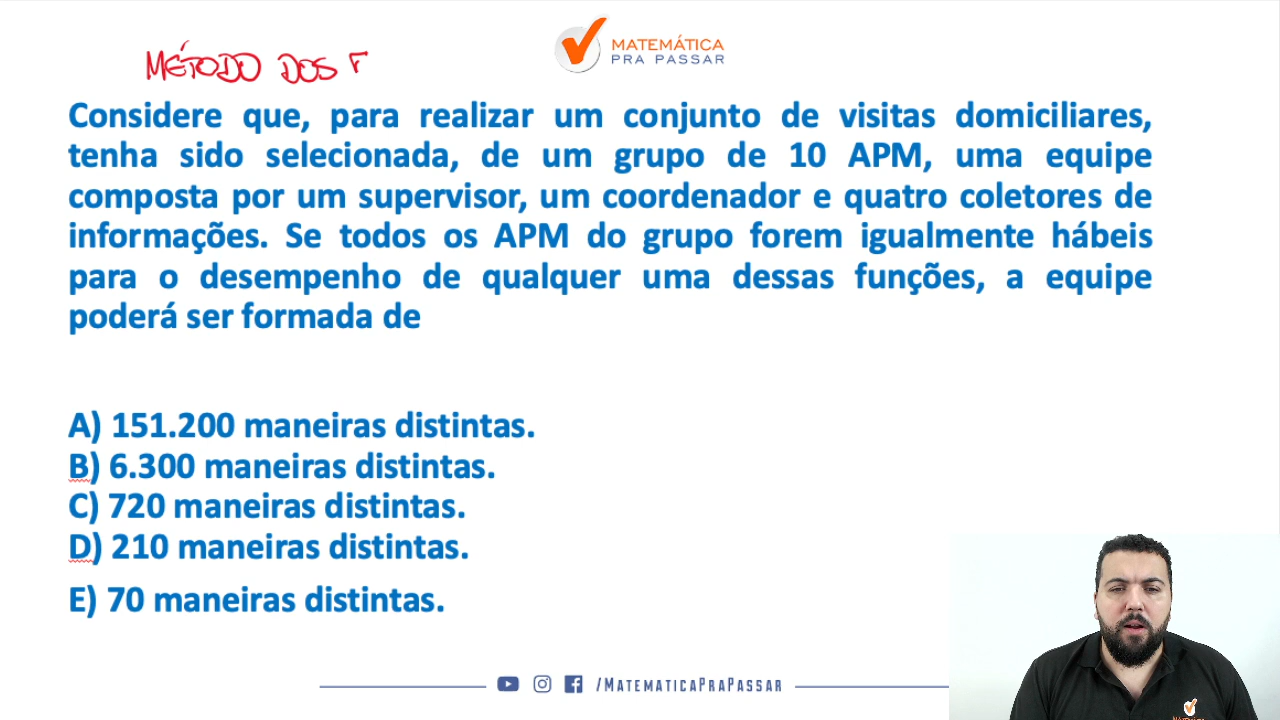 MATEMÁTICA
PRA PASSAR
MÉTODO DOS
Considere que, para realizar um conjunto de visitas domiciliares,
tenha sido selecionada, de um grupo de 10 APM, uma equipe
composta por um supervisor, um coordenador e quatro coletores de
informações. Se todos os APM do grupo forem igualmente hábeis
para o desempenho de qualquer uma dessas funções, a equipe
poderá ser formada de
A) 151.200 maneiras distintas.
B) 6.300 maneiras distintas.
C) 720 maneiras distintas.
D) 210 maneiras distintas.
E) 70 maneiras distintas.
/MATEMATICAPRAPASSAR